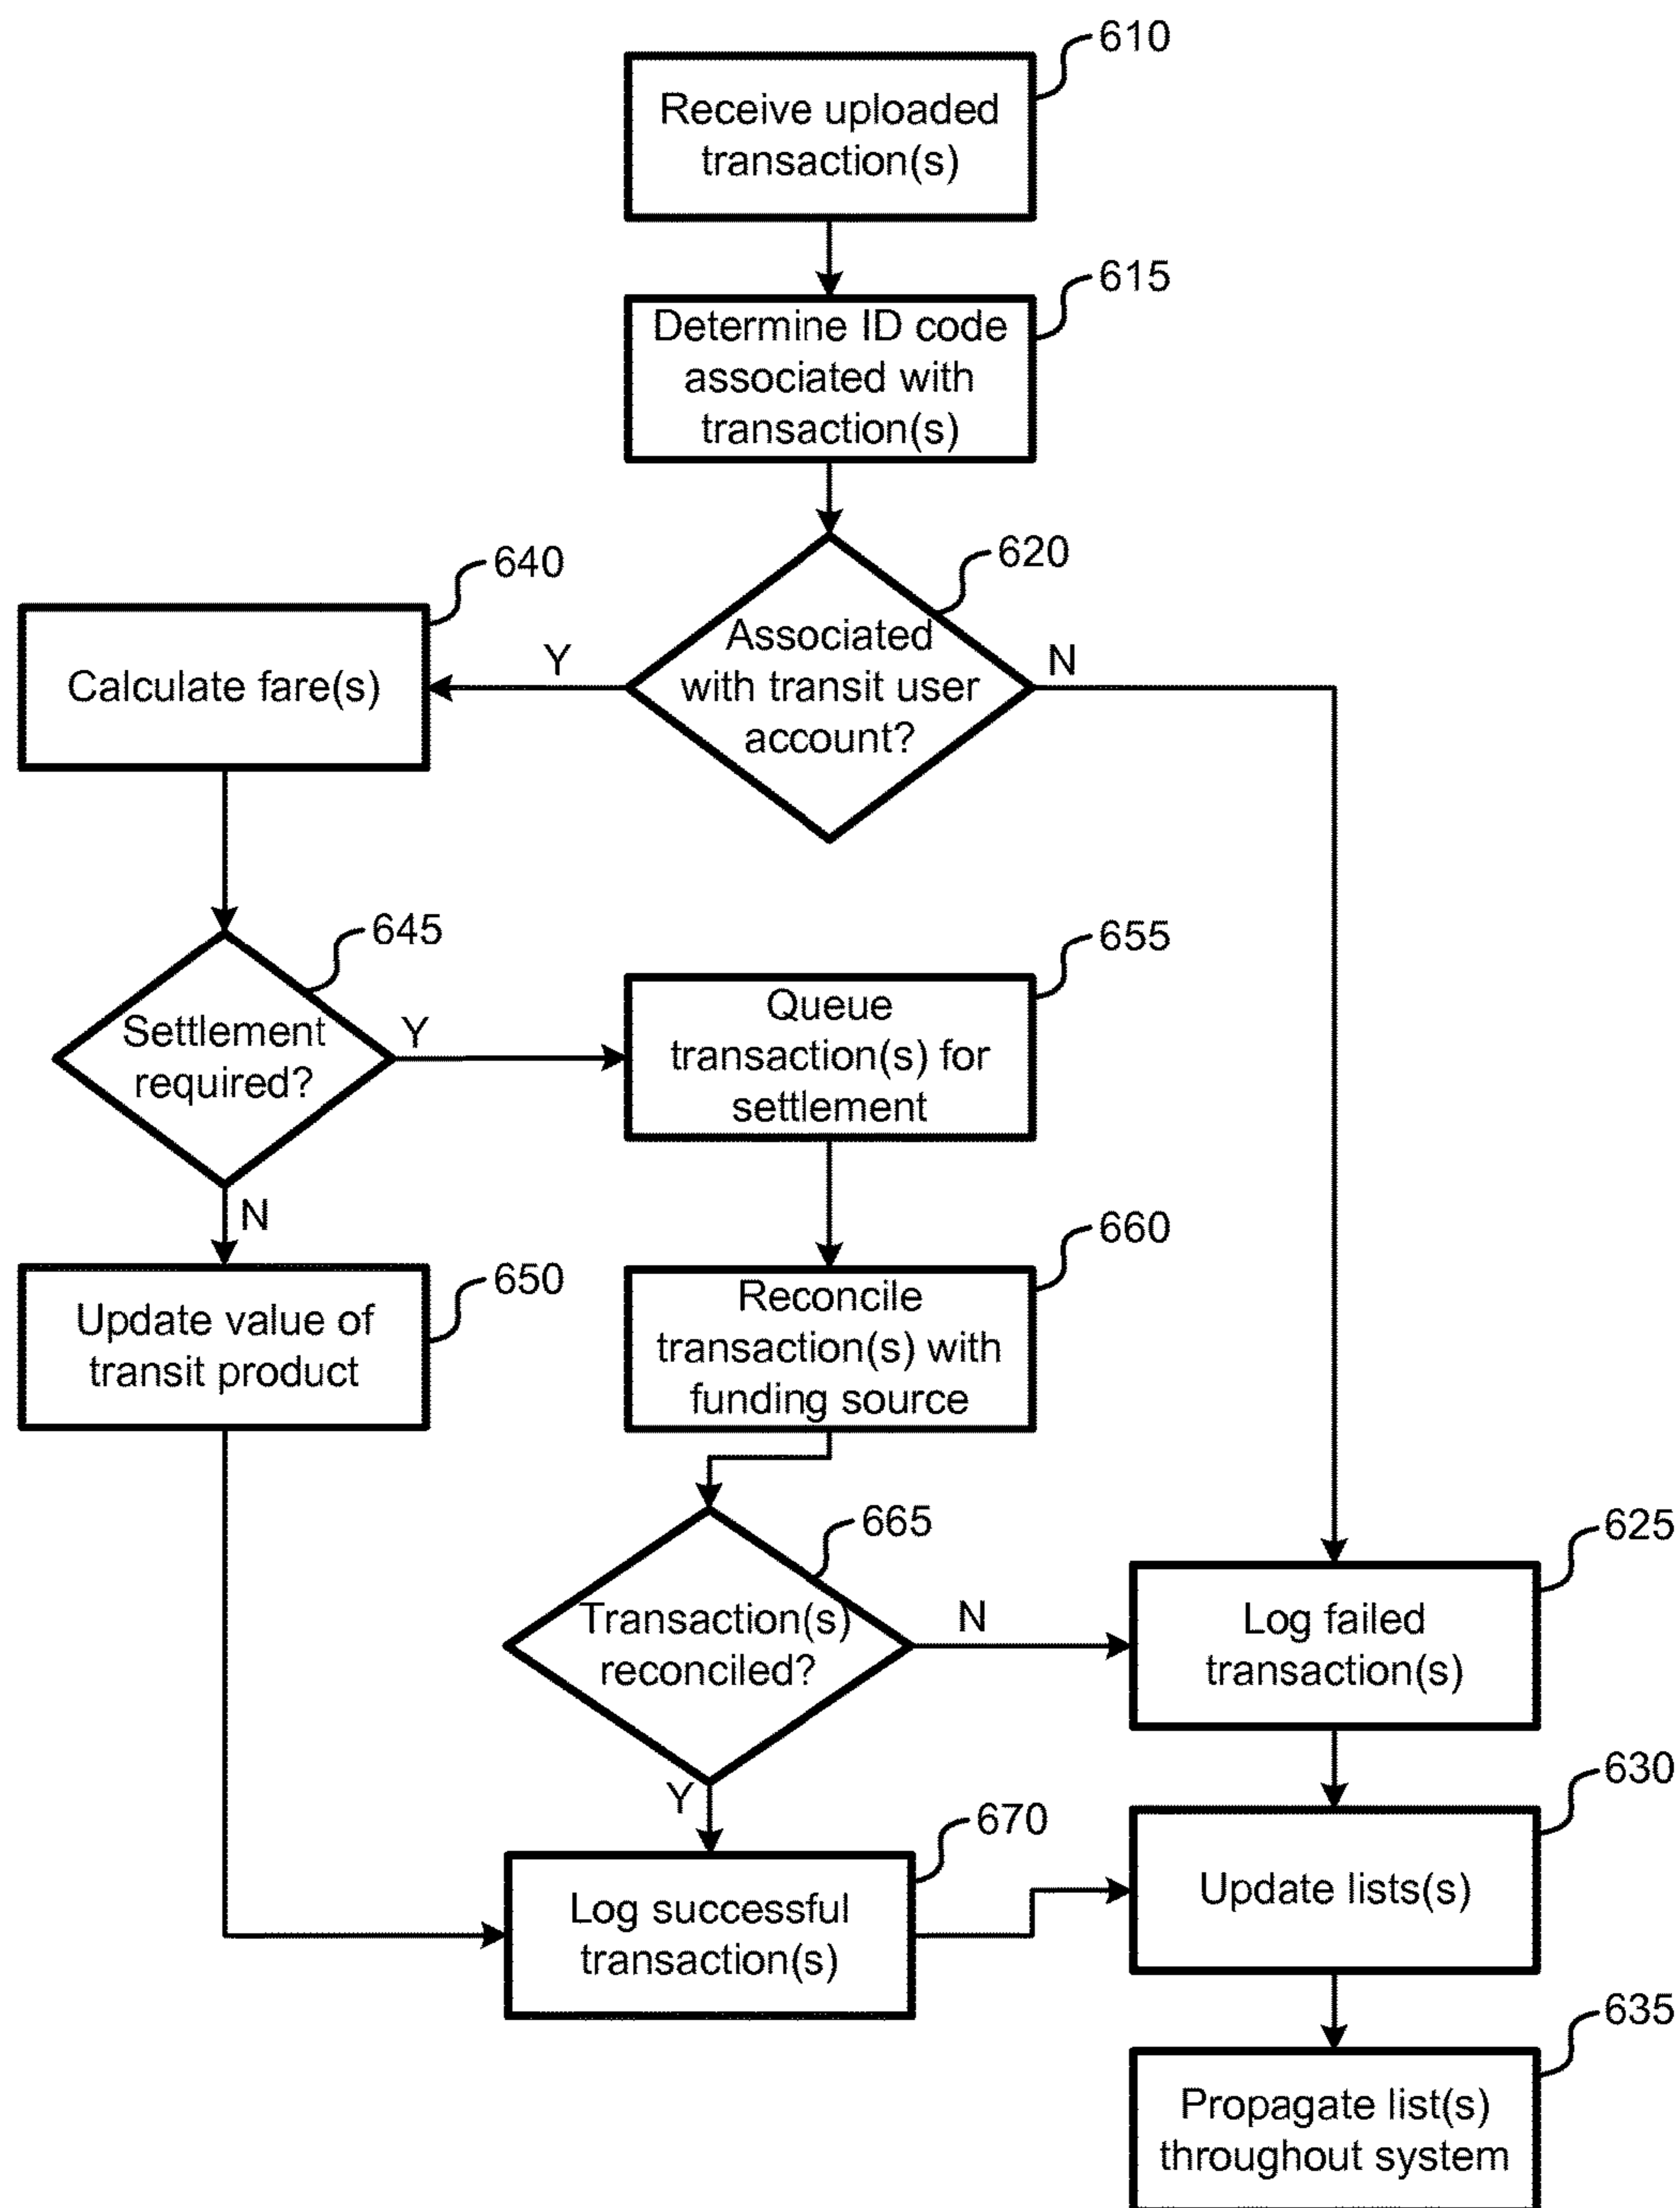 610
Receive uploaded
transaction(s)
615
Determine ID code
associated with
transaction(s)
620
Associated
with transit user
account?
Y
N
640
Calculate fare(s)
645
Settlement
required?
Y
N
655
Queue
transaction(s) for
settlement
650
Update value of
transit product
660
Reconcile
transaction(s) with
funding source
665
Transaction(s)
reconciled?
N
Y
625
Log failed
transaction(s)
670
Log successful
transaction(s)
630
Update lists(s)
635
Propagate list(s)
throughout system